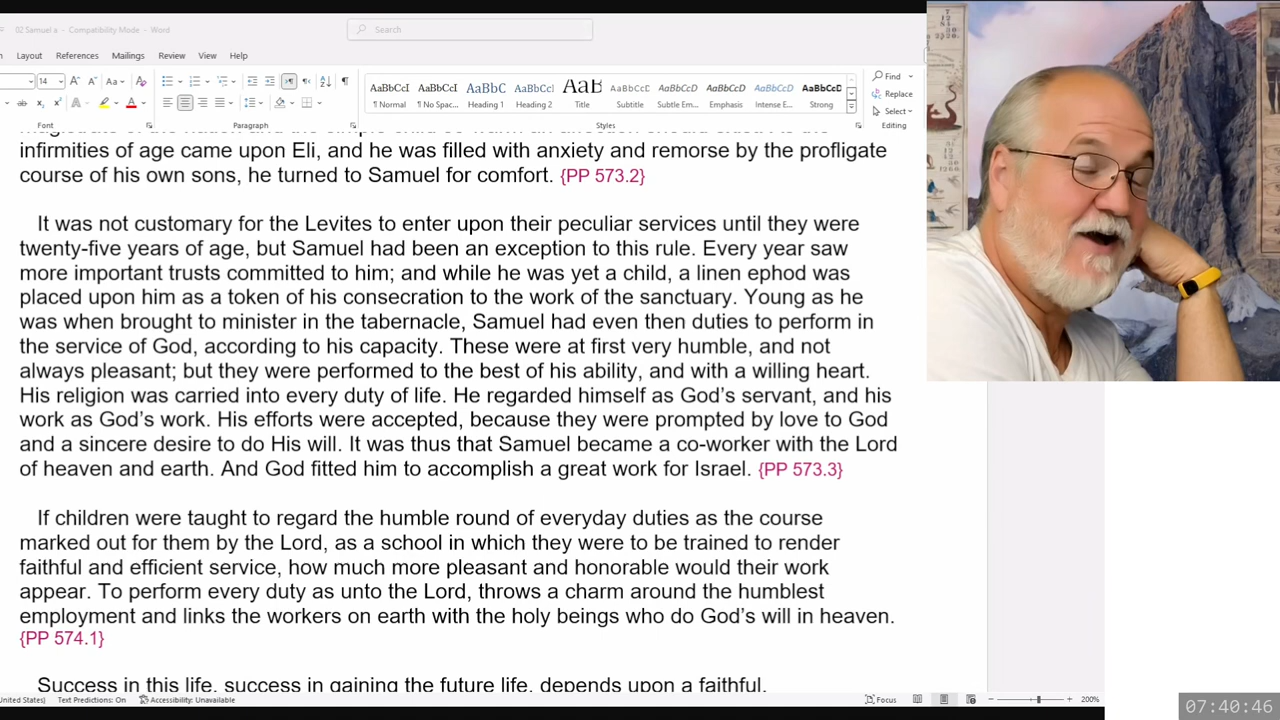 02 Samuel a - Compatibility Mode - Word
Search
Layout References Mailings Review View Help
14
Find
Replace
Select
AaBbCcI AaBbCcI AaBbC AaBbCcI AaB AaBbCcI AaBbCcD AaBbCcD AaBbCcD AaBbCcD
¶ Normal ¶ No Spac... Heading 1 Heading 2 Title Subtitle Subtle Em... Emphasis Intense E... Strong
Font Paragraph Styles Editing
infirmities of age came upon Eli, and he was filled with anxiety and remorse by the profligate
course of his own sons, he turned to Samuel for comfort. {PP 573.2}
It was not customary for the Levites to enter upon their peculiar services until they were
twenty-five years of age, but Samuel had been an exception to this rule. Every year saw
more important trusts committed to him; and while he was yet a child, a linen ephod was
placed upon him as a token of his consecration to the work of the sanctuary. Young as he
was when brought to minister in the tabernacle, Samuel had even then duties to perform in
the service of God, according to his capacity. These were at first very humble, and not
always pleasant; but they were performed to the best of his ability, and with a willing heart.
His religion was carried into every duty of life. He regarded himself as God’s servant, and his
work as God’s work. His efforts were accepted, because they were prompted by love to God
and a sincere desire to do His will. It was thus that Samuel became a co-worker with the Lord
of heaven and earth. And God fitted him to accomplish a great work for Israel. {PP 573.3}
If children were taught to regard the humble round of everyday duties as the course
marked out for them by the Lord, as a school in which they were to be trained to render
faithful and efficient service, how much more pleasant and honorable would their work
appear. To perform every duty as unto the Lord, throws a charm around the humblest
employment and links the workers on earth with the holy beings who do God’s will in heaven.
{PP 574.1}
Success in this life, success in gaining the future life, depends upon a faithful,
United States) Text Predictions: On Accessibility: Unavailable Focus 200%
07:40:46